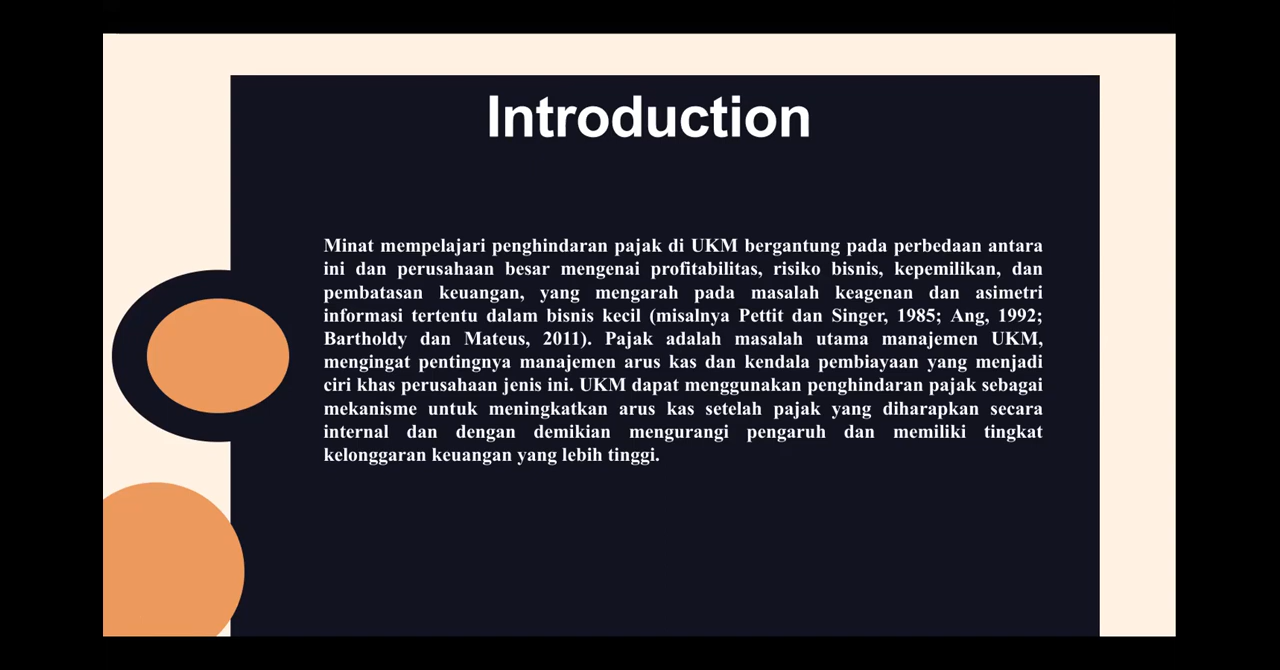 Introduction
Minat mempelajari penghindaran pajak di UKM bergantung pada perbedaan antara
ini dan perusahaan besar mengenai profitabilitas, risiko bisnis, kepemilikan, dan
pembatasan keuangan, yang mengarah pada masalah keagenan dan asimetri
informasi tertentu dalam bisnis kecil (misalnya Pettit dan Singer, 1985; Ang, 1992;
Bartholdy dan Mateus, 2011). Pajak adalah masalah utama manajemen UKM,
mengingat pentingnya manajemen arus kas dan kendala pembiayaan yang menjadi
ciri khas perusahaan jenis ini. UKM dapat menggunakan penghindaran pajak sebagai
mekanisme untuk meningkatkan arus kas setelah pajak yang diharapkan secara
internal dan dengan demikian mengurangi pengaruh dan memiliki tingkat
kelonggaran keuangan yang lebih tinggi.